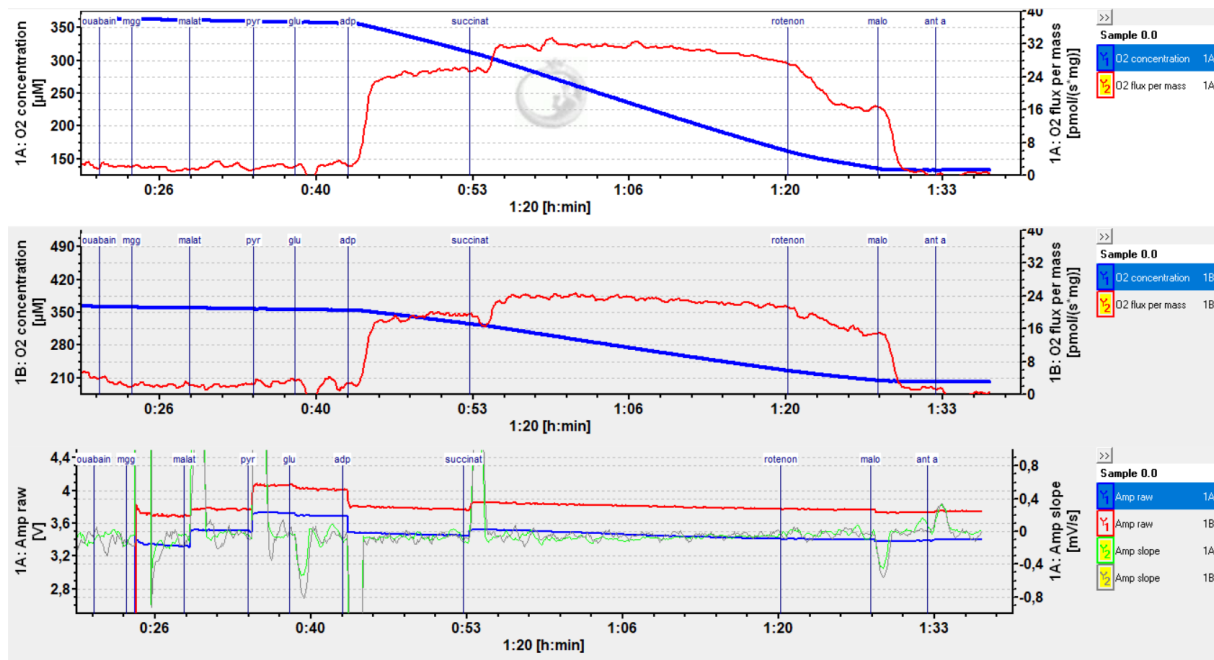 ouabain mgg malat pyr glu adp succinat rotenon malo ant a
1A: O2 concentration
[µM]
350
300
250
200
150
40
32
24
16
8
0
1A: O2 flux per mass
[pmol/(s*mg)]
0:26 0:40 0:53 1:06 1:20 1:33
1:20 [h:min]
>>
Sample 0.0
Y1 O2 concentration 1A
Y2 O2 flux per mass 1A
ouabain mgg malat pyr glu adp succinat rotenon malo ant a
1B: O2 concentration
[µM]
490
420
350
280
210
40
32
24
16
8
0
1B: O2 flux per mass
[pmol/(s*mg)]
0:26 0:40 0:53 1:06 1:20 1:33
1:20 [h:min]
>>
Sample 0.0
Y1 O2 concentration 1B
Y2 O2 flux per mass 1B
ouabain mgg malat pyr glu adp succinat rotenon malo ant a
1A: Amp raw
[V]
4,4
4
3,6
3,2
2,8
0,8
0,4
0
-0,4
-0,8
1A: Amp slope
[mV/s]
0:26 0:40 0:53 1:06 1:20 1:33
1:20 [h:min]
>>
Sample 0.0
Y1 Amp raw 1A
Y1 Amp raw 1B
Y2 Amp slope 1A
Y2 Amp slope 1B